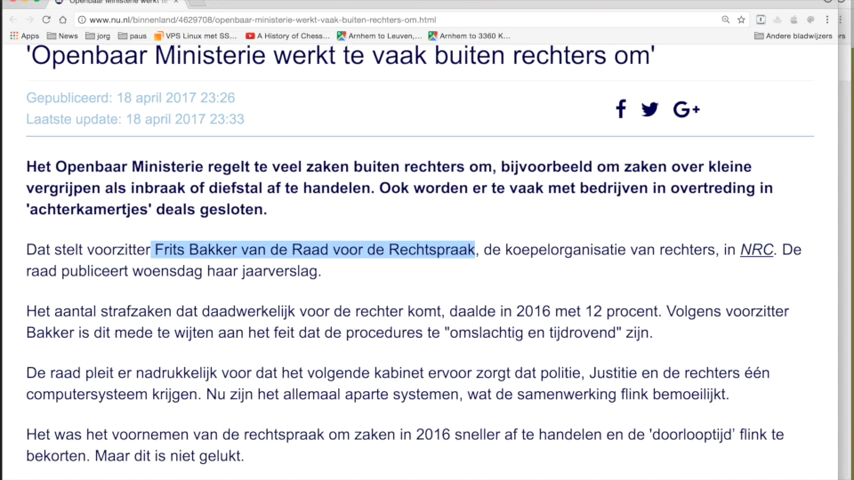 'Openbaar Ministerie werkt te
www.nu.nl/binnenland/4629708/openbaar-ministerie-werkt-vaak-buiten-rechters-om.html
Apps News jorg paus VPS Linux met SS... A History of Chess... Arnhem to Leuven,... Arnhem to 3360 K... Andere bladwijzers
'Openbaar Ministerie werkt te vaak buiten rechters om'
Gepubliceerd: 18 april 2017 23:26
Laatste update: 18 april 2017 23:33
f G+
Het Openbaar Ministerie regelt te veel zaken buiten rechters om, bijvoorbeeld om zaken over kleine
vergrijpen als inbraak of diefstal af te handelen. Ook worden er te vaak met bedrijven in overtreding in
'achterkamertjes' deals gesloten.
Dat stelt voorzitter Frits Bakker van de Raad voor de Rechtspraak, de koepelorganisatie van rechters, in NRC. De
raad publiceert woensdag haar jaarverslag.
Het aantal strafzaken dat daadwerkelijk voor de rechter komt, daalde in 2016 met 12 procent. Volgens voorzitter
Bakker is dit mede te wijten aan het feit dat de procedures te "omslachtig en tijdrovend" zijn.
De raad pleit er nadrukkelijk voor dat het volgende kabinet ervoor zorgt dat politie, Justitie en de rechters één
computersysteem krijgen. Nu zijn het allemaal aparte systemen, wat de samenwerking flink bemoeilijkt.
Het was het voornemen van de rechtspraak om zaken in 2016 sneller af te handelen en de 'doorlooptijd' flink te
bekorten. Maar dit is niet gelukt.